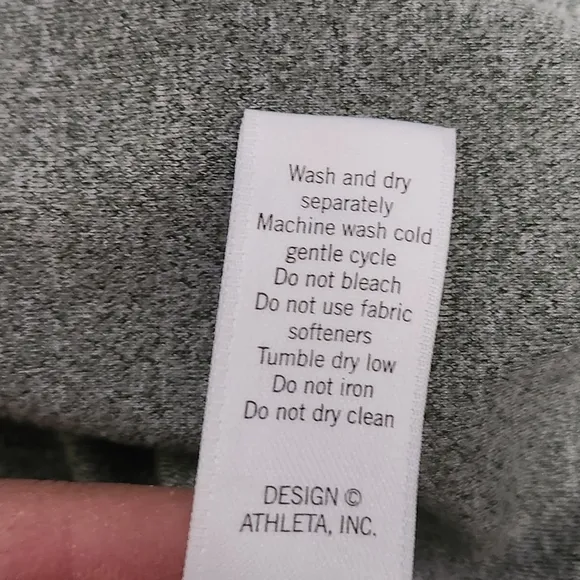 Wash and dry
separately
Machine wash cold
gentle cycle
Do not bleach
Do not use fabric
softeners
Tumble dry low
Do not iron
Do not dry clean
DESIGN ©
ATHLETA, INC.